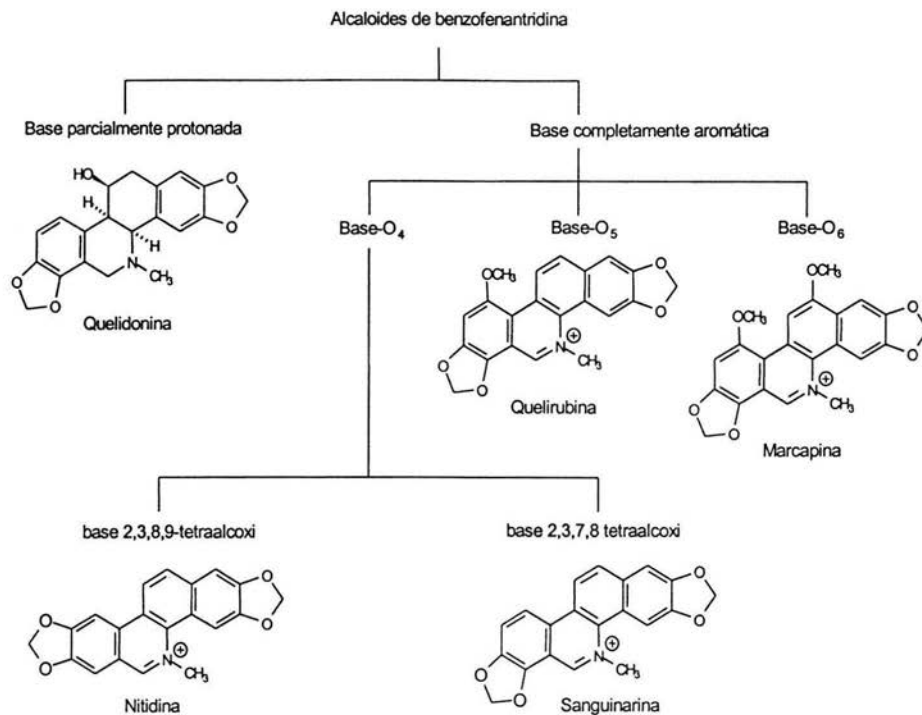 Alcaloides de benzofenantridina
Base parcialmente protonada
Base completamente aromática
HO
H
H
N
CH₃
O
O
O
O
Quelidonina
Base-O₄
Base-O₅
Base-O₆
OCH₃
O
O
N
⊕
CH₃
O
O
Quelirubina
OCH₃
OCH₃
O
O
N
⊕
CH₃
O
O
Marcapina
base 2,3,8,9-tetraalcoxi
base 2,3,7,8 tetraalcoxi
O
O
O
O
N
⊕
CH₃
Nitidina
O
O
N
⊕
CH₃
O
O
Sanguinarina